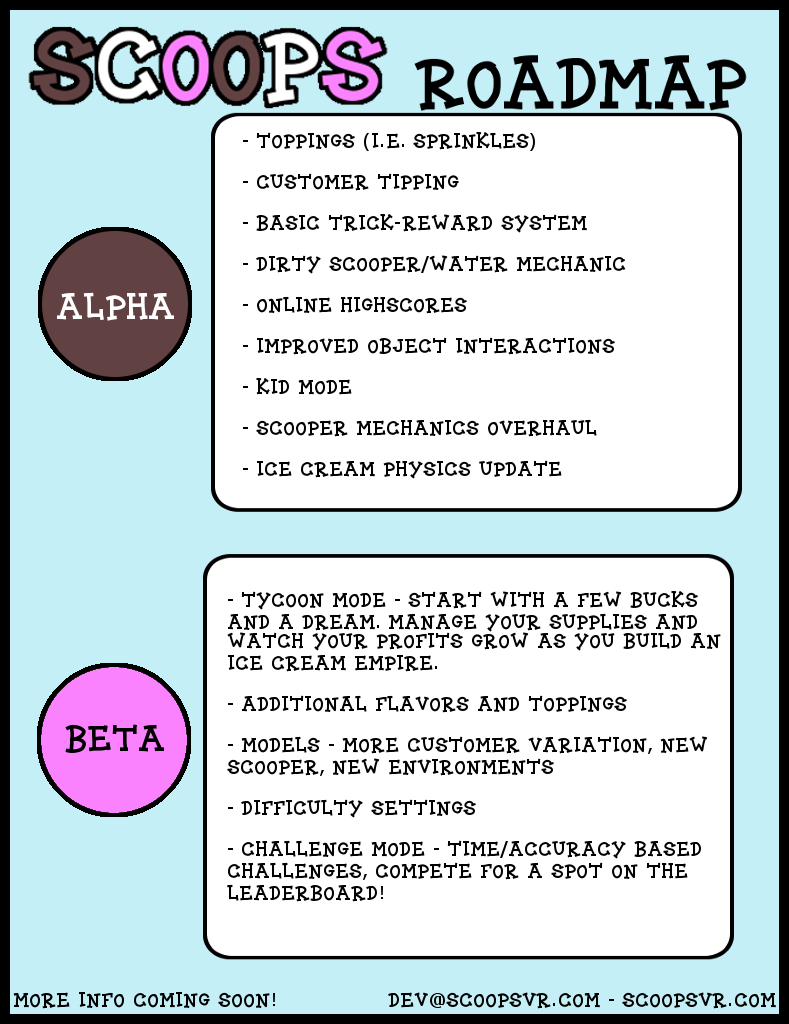 SCOOPS ROADMAP
- TOPPINGS (I.E. SPRINKLES)
- CUSTOMER TIPPING
- BASIC TRICK-REWARD SYSTEM
- DIRTY SCOOPER/WATER MECHANIC
ALPHA
- ONLINE HIGHSCORES
- IMPROVED OBJECT INTERACTIONS
- KID MODE
- SCOOPER MECHANICS OVERHAUL
- ICE CREAM PHYSICS UPDATE
- TYCOON MODE - START WITH A FEW BUCKS
AND A DREAM. MANAGE YOUR SUPPLIES AND
WATCH YOUR PROFITS GROW AS YOU BUILD AN
ICE CREAM EMPIRE.
- ADDITIONAL FLAVORS AND TOPPINGS
BETA
- MODELS - MORE CUSTOMER VARIATION, NEW
SCOOPER, NEW ENVIRONMENTS
- DIFFICULTY SETTINGS
- CHALLENGE MODE - TIME/ACCURACY BASED
CHALLENGES, COMPETE FOR A SPOT ON THE
LEADERBOARD!
MORE INFO COMING SOON! DEV@SCOOPSVR.COM - SCOOPSVR.COM